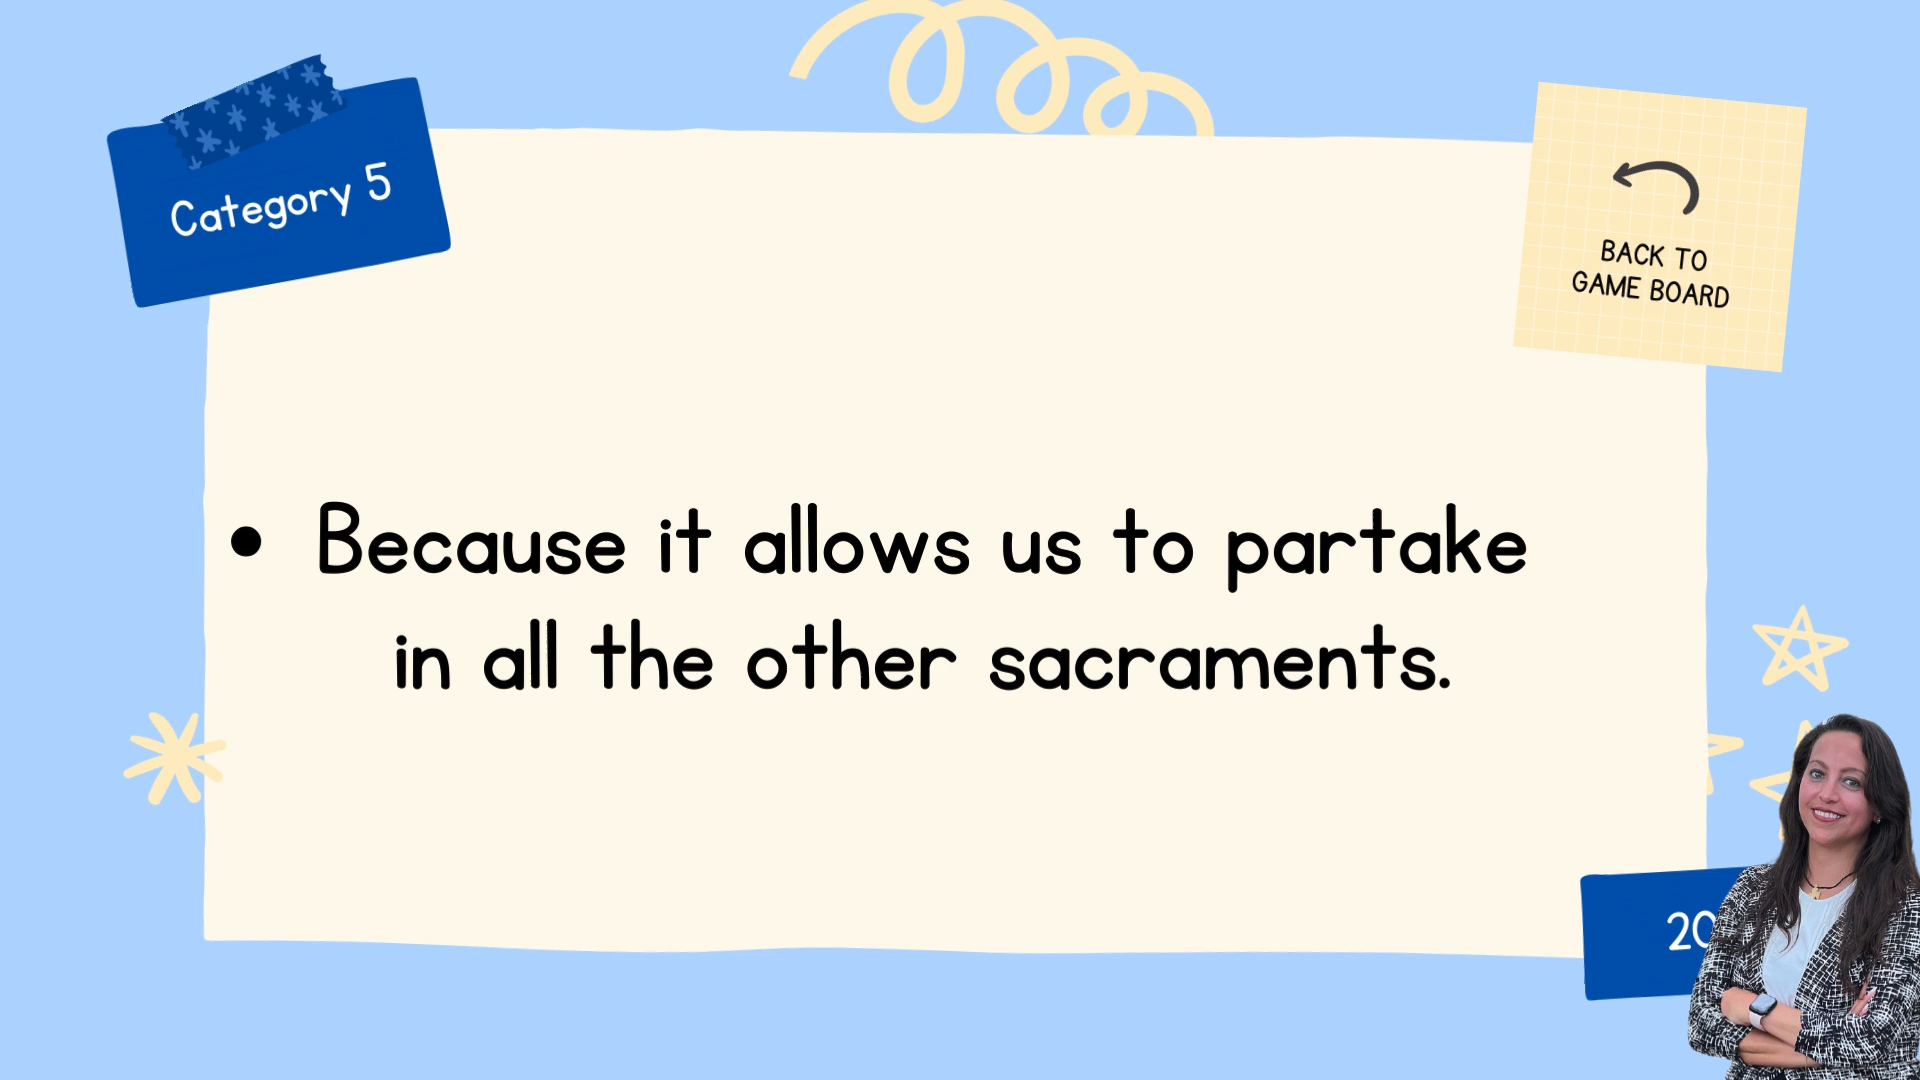 Category 5
BACK TO
GAME BOARD
• Because it allows us to partake
in all the other sacraments.